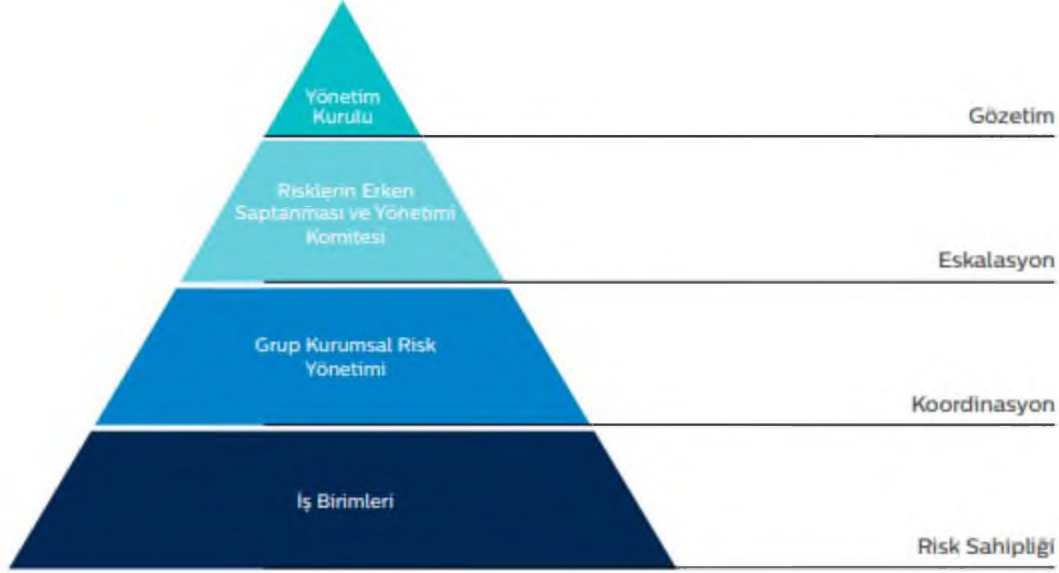 Yönetim
Kurulu
Gözetim
Risklerin Erken
Saptanması ve Yönetimi
Komitesi
Eskalasyon
Grup Kurumsal Risk
Yönetimi
Koordinasyon
İş Birimleri
Risk Sahipliği